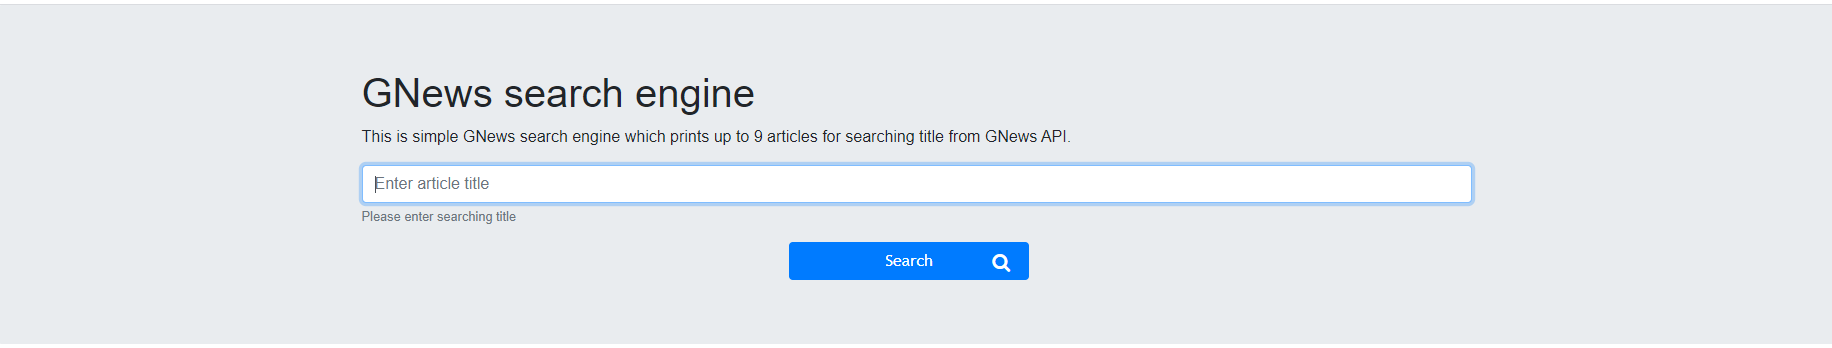 GNews search engine
This is simple GNews search engine which prints up to 9 articles for searching title from GNews API.
Enter article title
Please enter searching title
Search